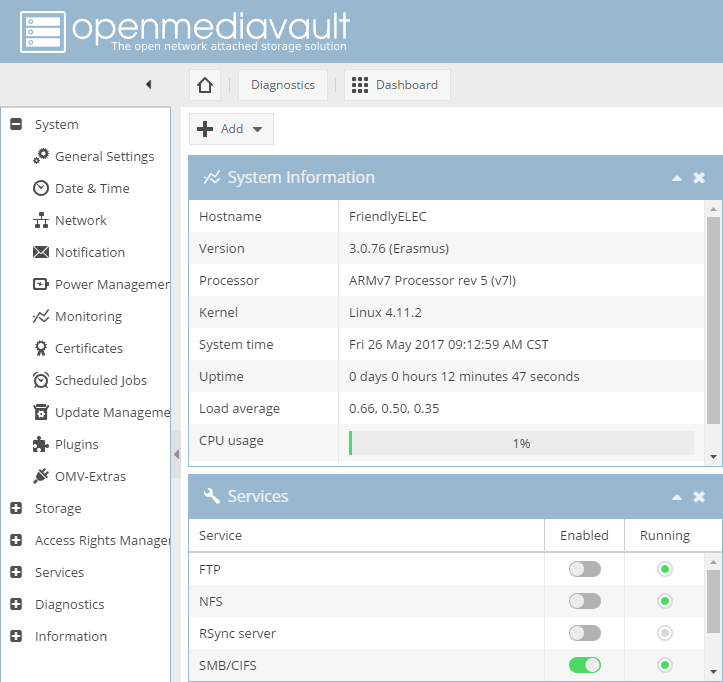 openmediavault
The open network attached storage solution
Diagnostics
Dashboard
Add
System
General Settings
Date & Time
Network
Notification
Power Managemer
Monitoring
Certificates
Scheduled Jobs
Update Manageme
Plugins
OMV-Extras
Storage
Access Rights Manager
Services
Diagnostics
Information
System Information
Hostname FriendlyELEC
Version 3.0.76 (Erasmus)
Processor ARMv7 Processor rev 5 (v7l)
Kernel Linux 4.11.2
System time Fri 26 May 2017 09:12:59 AM CST
Uptime 0 days 0 hours 12 minutes 47 seconds
Load average 0.66, 0.50, 0.35
CPU usage 1%
Services
Service Enabled Running
FTP
NFS
RSync server
SMB/CIFS